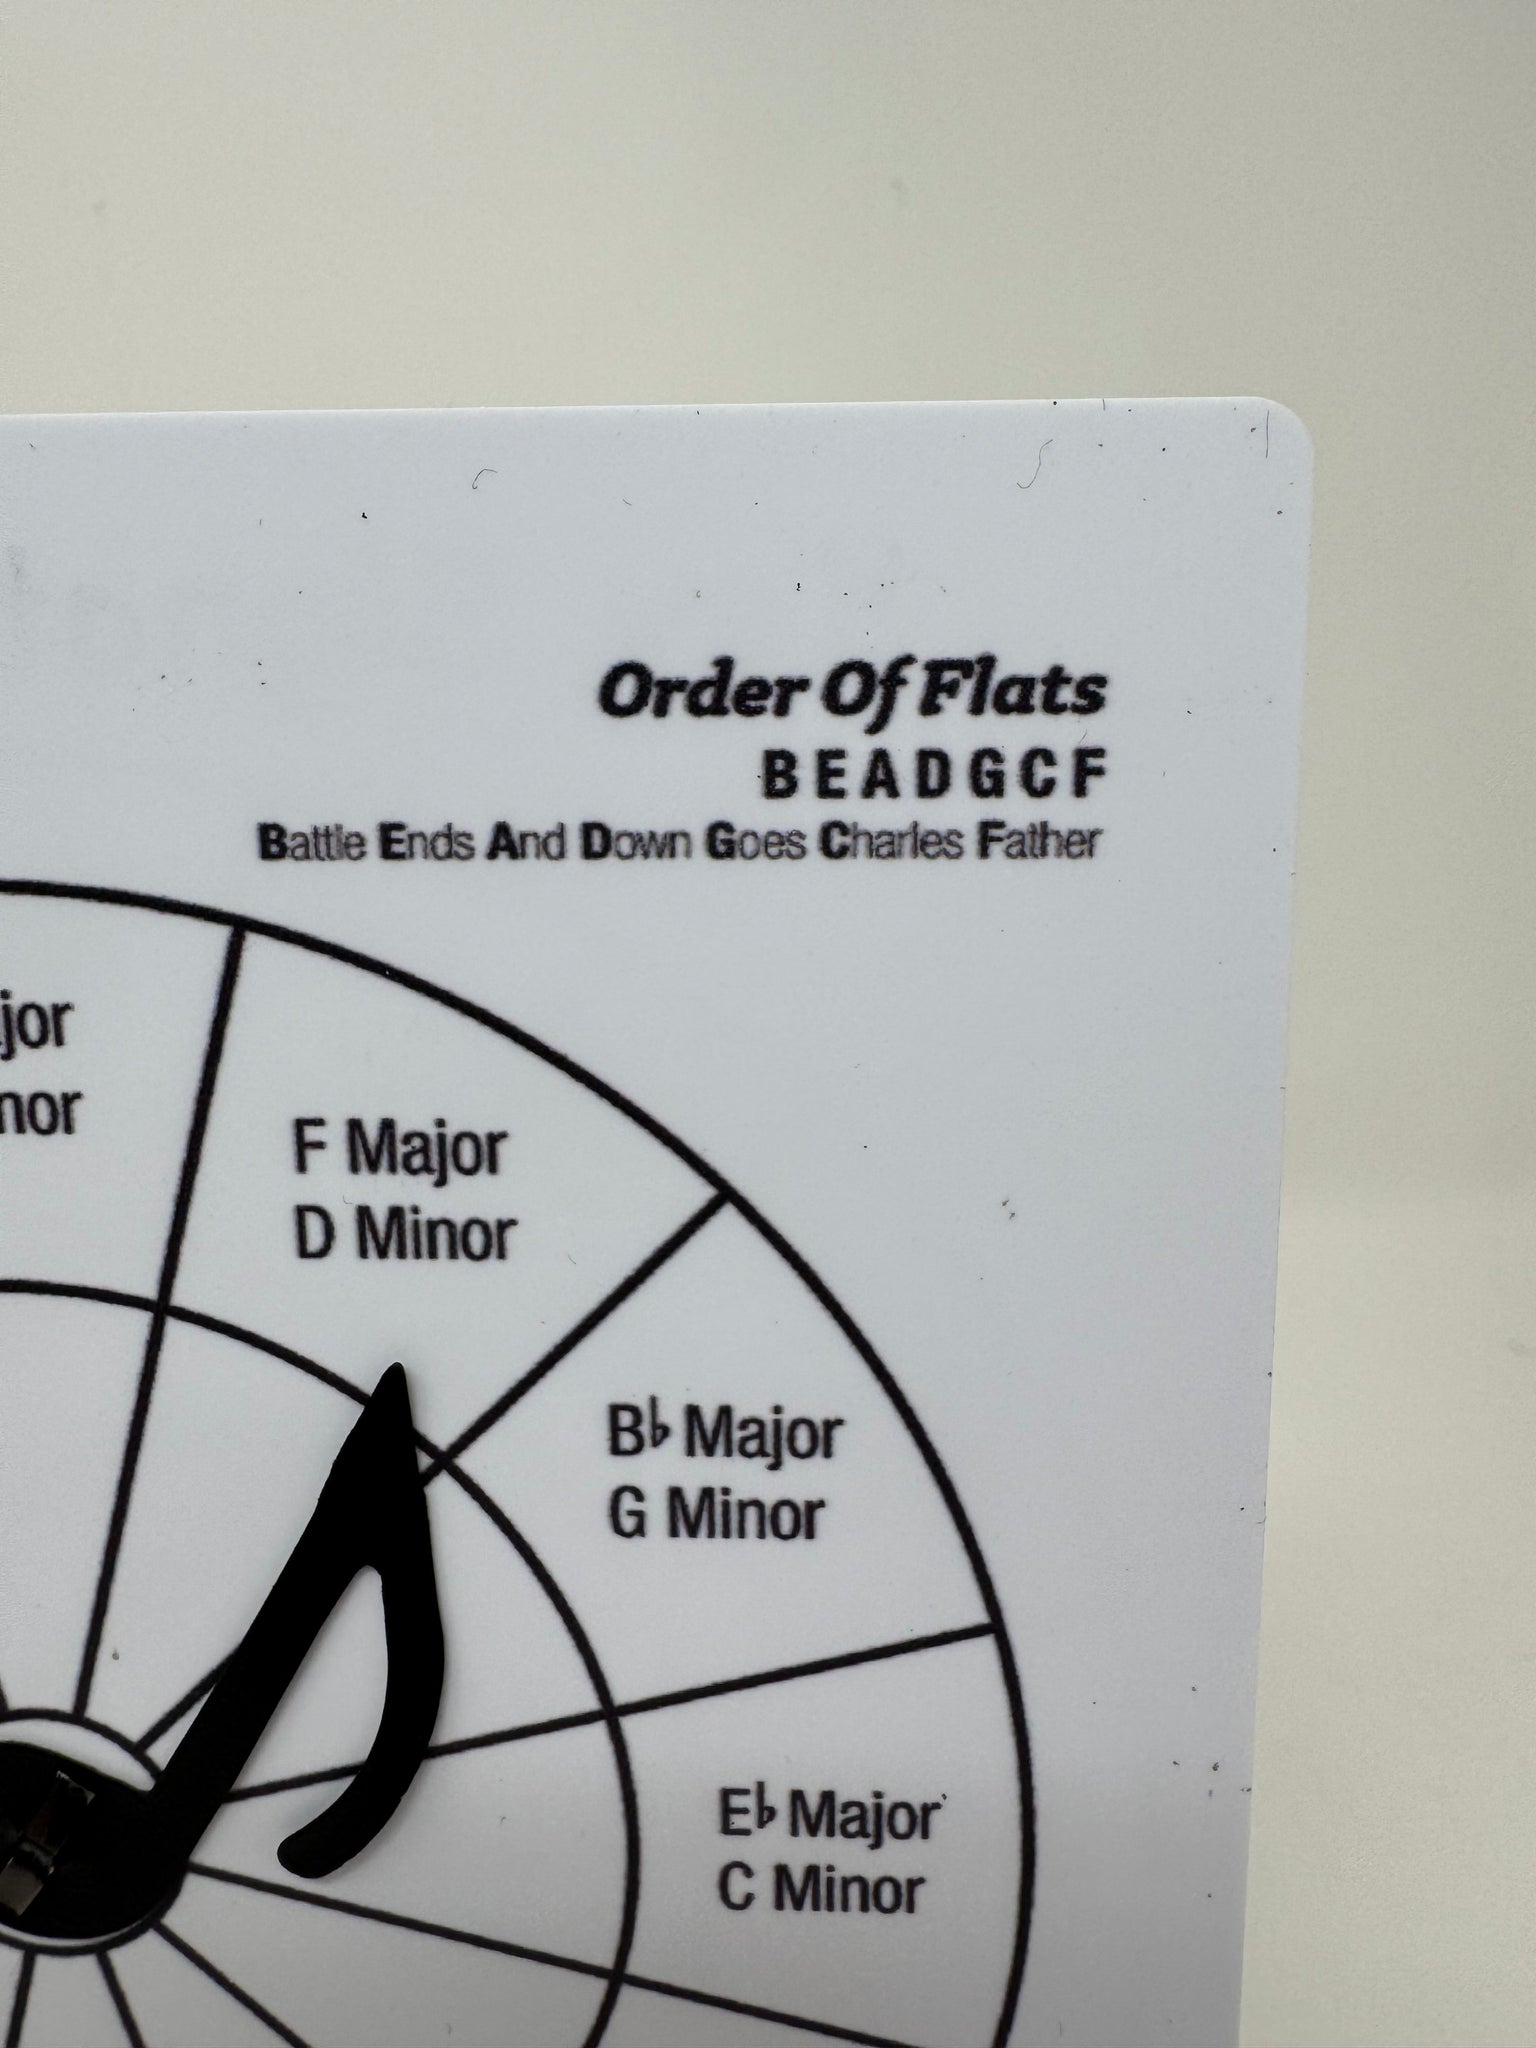 Order Of Flats
B E A D G C F
Battle Ends And Down Goes Charles Father
jor
nor
F Major
D Minor
B♭ Major
G Minor
E♭ Major
C Minor